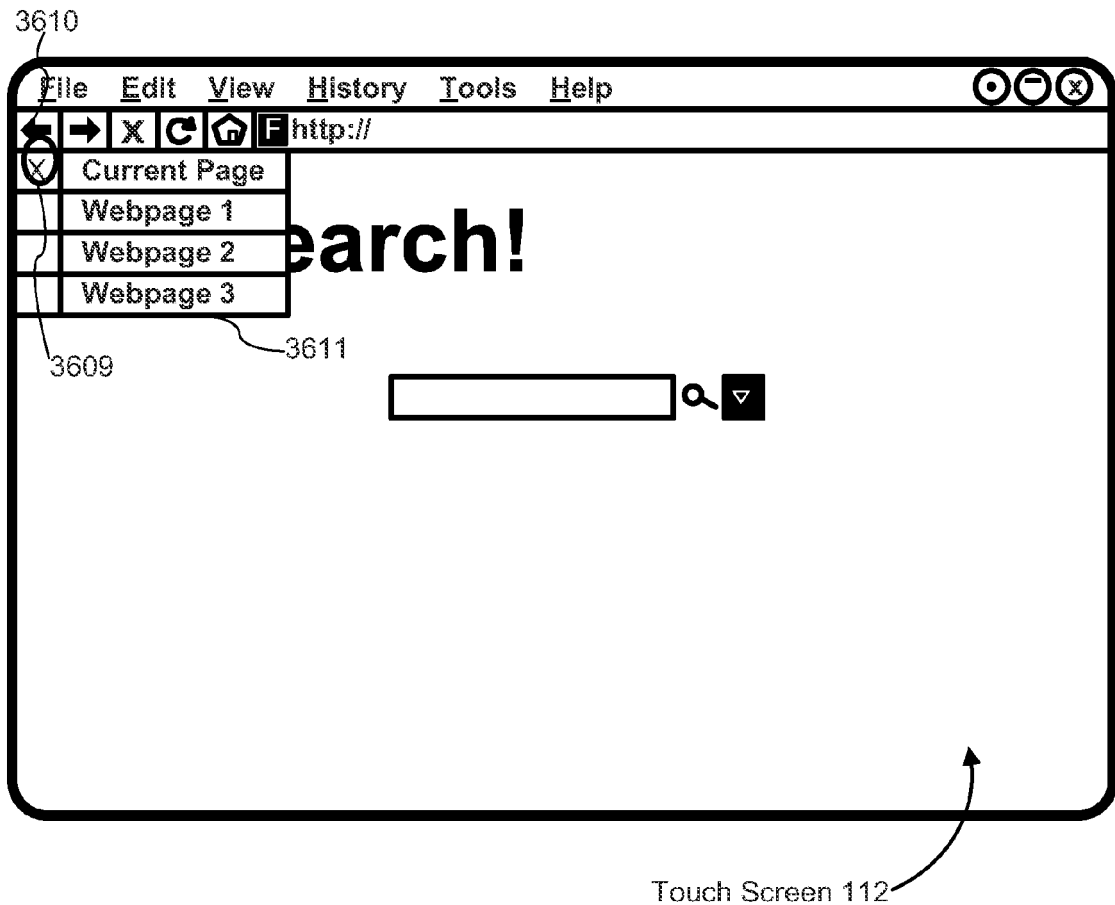 3610
File Edit View History Tools Help X
X F http://
X Current Page
Webpage 1
earch!
Webpage 2
Webpage 3
3611
3609
Touch Screen 112